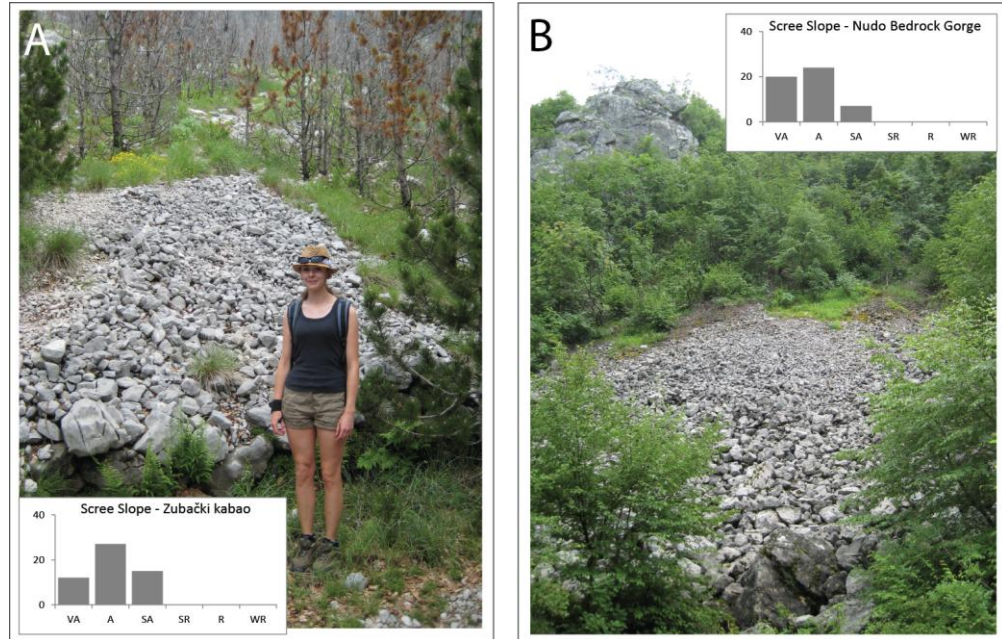 A
Scree Slope - Zubački kabao
40
20
0
VA A SA SR R WR
B
Scree Slope - Nudo Bedrock Gorge
40
20
0
VA A SA SR R WR